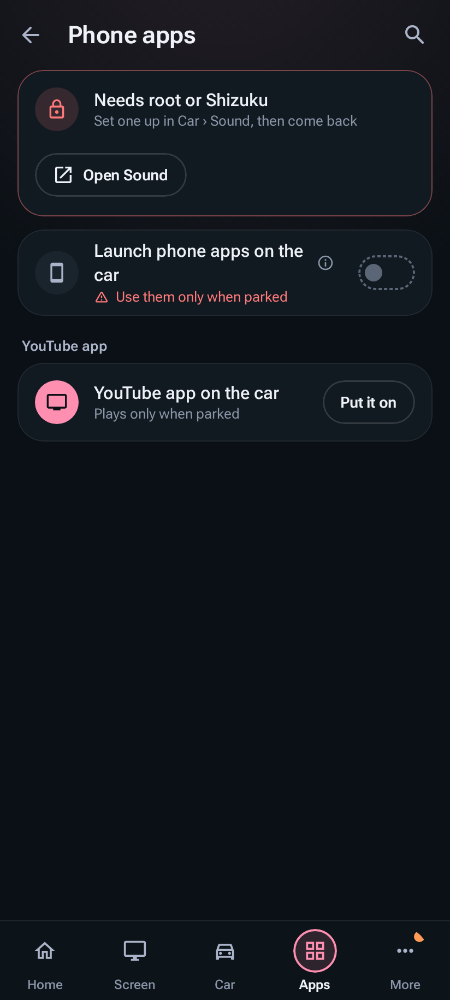 Phone apps
Needs root or Shizuku
Set one up in Car › Sound, then come back
Open Sound
Launch phone apps on the
car
Use them only when parked
YouTube app
YouTube app on the car
Plays only when parked
Put it on
Home
Screen
Car
Apps
More